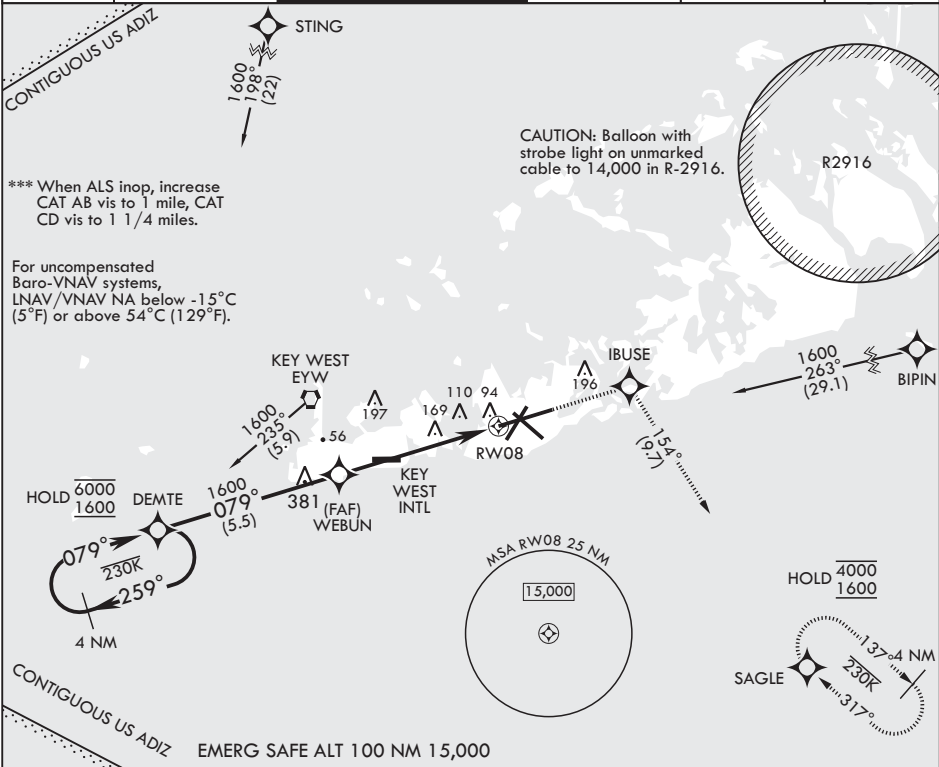 CONTIGUOUS US ADIZ
STING
1600
198°
(22)
CAUTION: Balloon with
strobe light on unmarked
cable to 14,000 in R-2916.
R2916
*** When ALS inop, increase
CAT AB vis to 1 mile, CAT
CD vis to 1 1/4 miles.
For uncompensated
Baro-VNAV systems,
LNAV/VNAV NA below -15°C
(5°F) or above 54°C (129°F).
KEY WEST
EYW
1600
235°
(5.9)
56
197
169
110
94
196
IBUSE
1600
263°
(29.1)
BIPIN
RW08
154°
(9.7)
KEY
WEST
INTL
381
(FAF)
WEBUN
HOLD 6000
1600
DEMTE
1600
079°
(5.5)
079°
230K
259°
4 NM
MSA RW08 25 NM
15,000
HOLD 4000
1600
SAGLE
137°
4 NM
230K
317°
CONTIGUOUS US ADIZ
EMERG SAFE ALT 100 NM 15,000